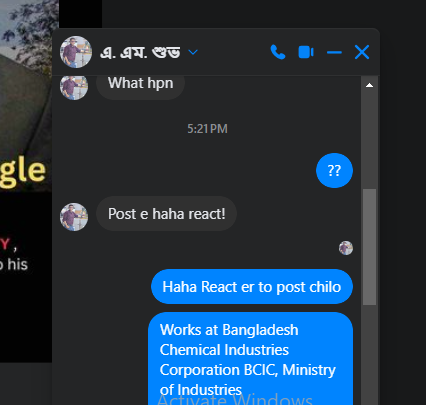 এ. এম. শুভ
What hpn
5:21 PM
??
gle
Post e haha react!
Y,
his
Haha React er to post chilo
Works at Bangladesh
Chemical Industries
Corporation BCIC, Ministry
of Industries
Activate Windows